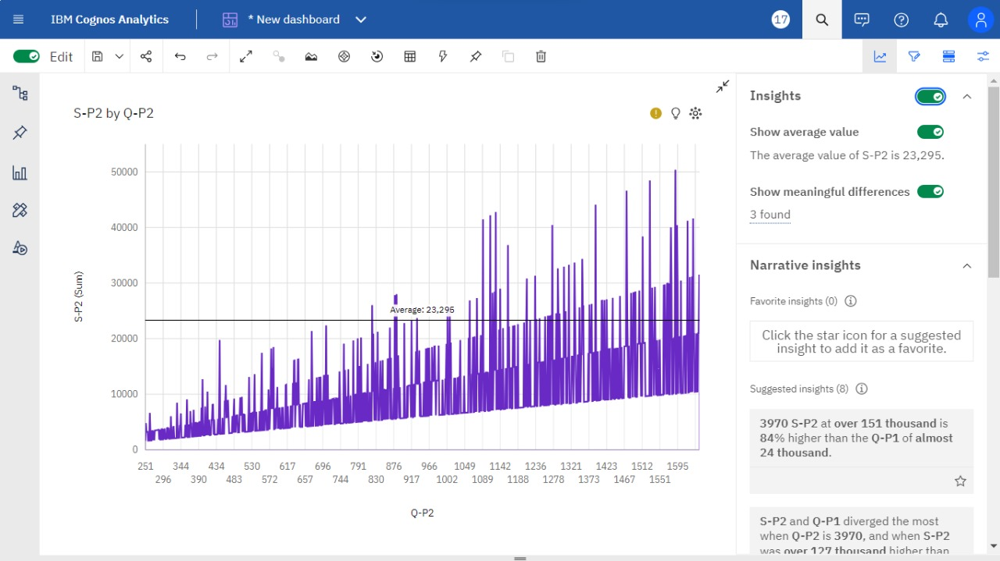 IBM Cognos Analytics
* New dashboard
17
Edit
S-P2 by Q-P2
50000
40000
30000
20000
10000
0
S-P2 (Sum)
Average: 23,295
251 344 434 530 617 696 791 876 966 1049 1142 1236 1321 1423 1512 1595
296 390 483 572 657 744 830 917 1002 1089 1188 1278 1373 1467 1551
Q-P2
Insights
Show average value
The average value of S-P2 is 23,295.
Show meaningful differences
3 found
Narrative insights
Favorite insights (0)
Click the star icon for a suggested
insight to add it as a favorite.
Suggested insights (8)
3970 S-P2 at over 151 thousand is
84% higher than the Q-P1 of almost
24 thousand.
S-P2 and Q-P1 diverged the most
when Q-P2 is 3970, and when S-P2
was over 127 thousand higher than